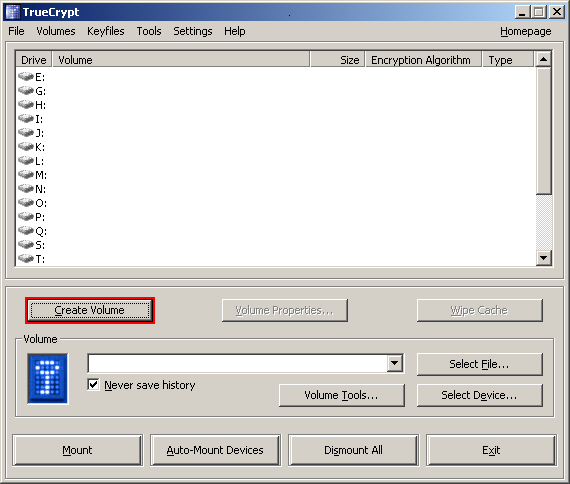 TrueCrypt
File Volumes Keyfiles Tools Settings Help Homepage
Drive Volume Size Encryption Algorithm Type
E:
G:
H:
I:
J:
K:
L:
M:
N:
O:
P:
Q:
S:
T:
Create Volume Volume Properties... Wipe Cache
Volume
Select File...
Never save history
Volume Tools... Select Device...
Mount Auto-Mount Devices Dismount All Exit